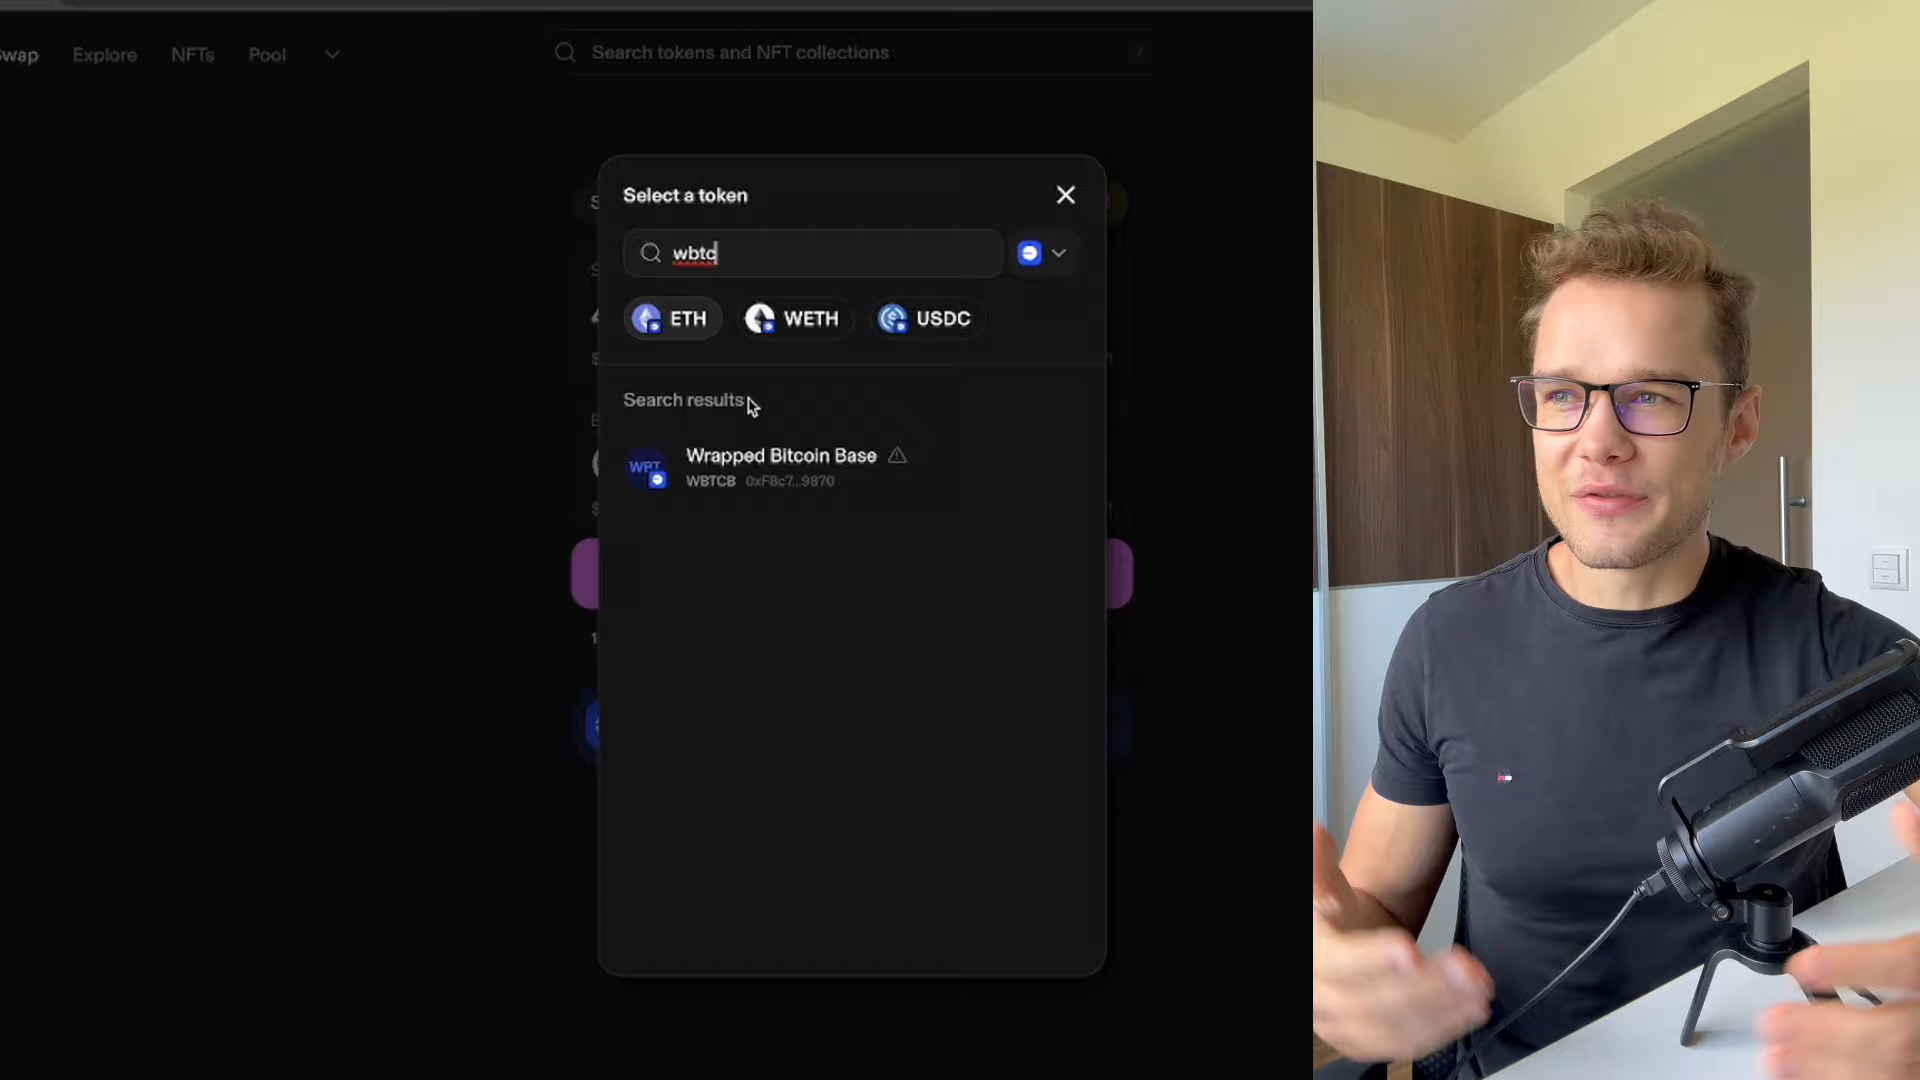 Swap Explore NFTs Pool
Search tokens and NFT collections
/
Select a token
wbtc
ETH WETH USDC
Search results
WBT
Wrapped Bitcoin Base
WBTCB 0xF8c7...9870